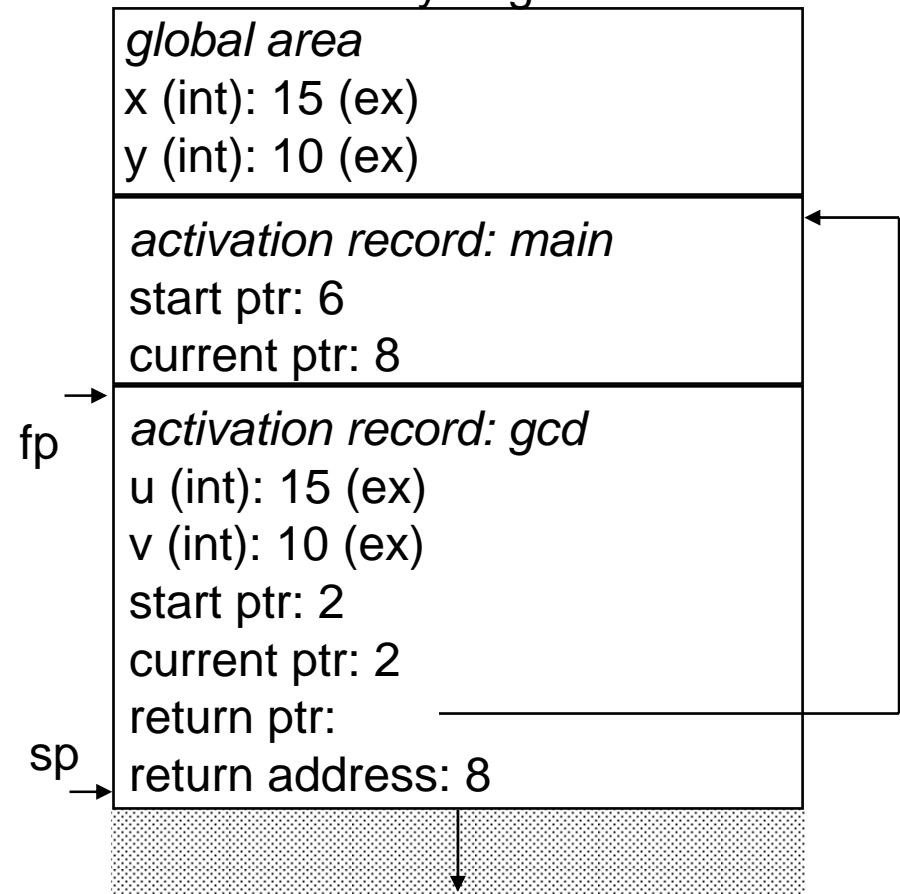 global area
x (int): 15 (ex)
y (int): 10 (ex)
activation record: main
start ptr: 6
current ptr: 8
fp
activation record: gcd
u (int): 15 (ex)
v (int): 10 (ex)
start ptr: 2
current ptr: 2
return ptr:
sp
return address: 8